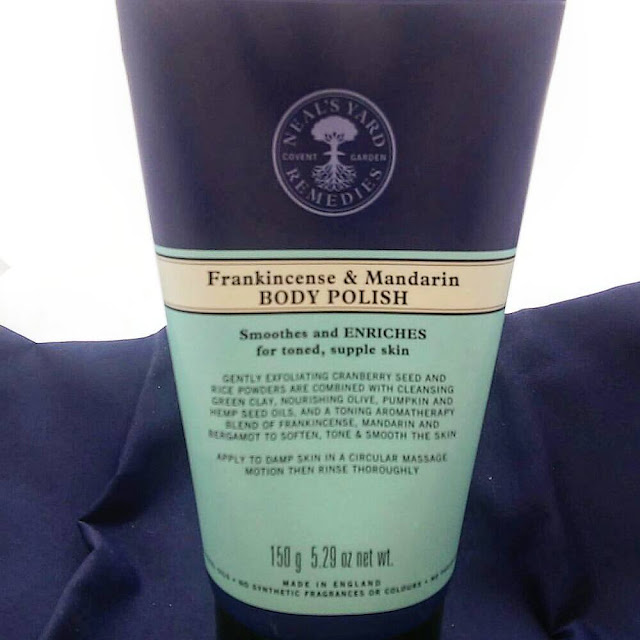 NEAL'S YARD
COVENT GARDEN
REMEDIES
Frankincense & Mandarin
BODY POLISH
Smoothes and ENRICHES
for toned, supple skin
GENTLY EXFOLIATING CRANBERRY SEED AND
RICE POWDERS ARE COMBINED WITH CLEANSING
GREEN CLAY, NOURISHING OLIVE, PUMPKIN AND
HEMP SEED OILS, AND A TONING AROMATHERAPY
BLEND OF FRANKINCENSE, MANDARIN AND
BERGAMOT TO SOFTEN, TONE & SMOOTH THE SKIN
APPLY TO DAMP SKIN IN A CIRCULAR MASSAGE
MOTION THEN RINSE THOROUGHLY
150 g 5.29 oz net wt.
MADE IN ENGLAND
• NO SYNTHETIC FRAGRANCES OR COLOURS • NO